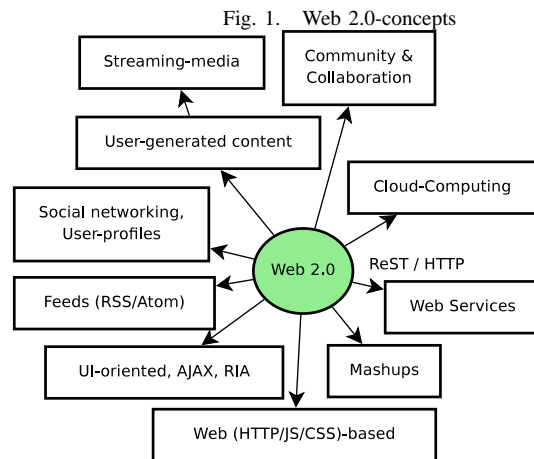 Fig. 1. Web 2.0-concepts
Streaming-media
Community &
Collaboration
User-generated content
Cloud-Computing
Social networking,
User-profiles
Web 2.0
ReST / HTTP
Feeds (RSS/Atom)
Web Services
UI-oriented, AJAX, RIA
Mashups
Web (HTTP/JS/CSS)-based